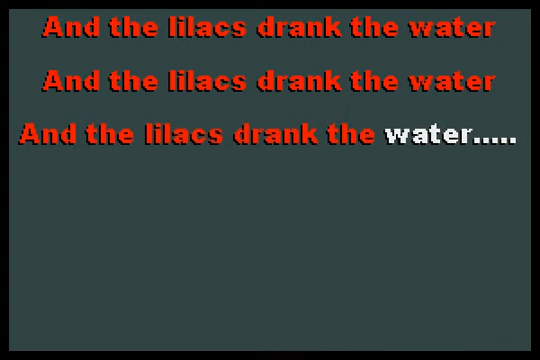 And the lilacs drank the water
And the lilacs drank the water
And the lilacs drank the water.....